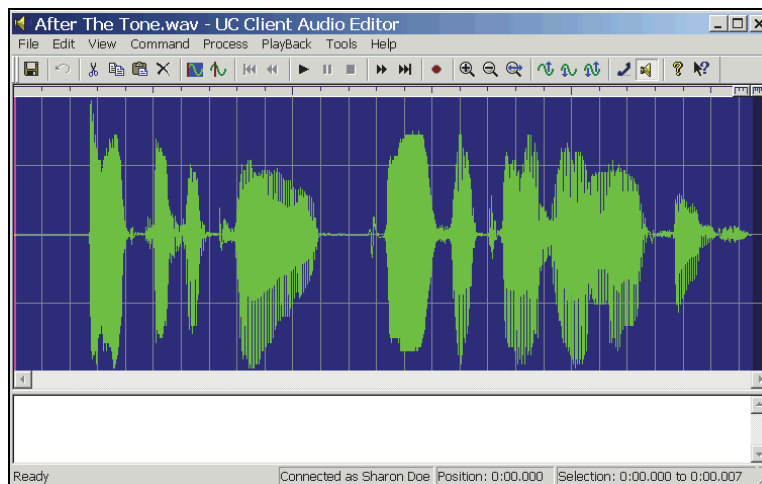 After The Tone.wav - UC Client Audio Editor
File Edit View Command Process PlayBack Tools Help
Ready Connected as Sharon Doe Position: 0:00.000 Selection: 0:00.000 to 0:00.007